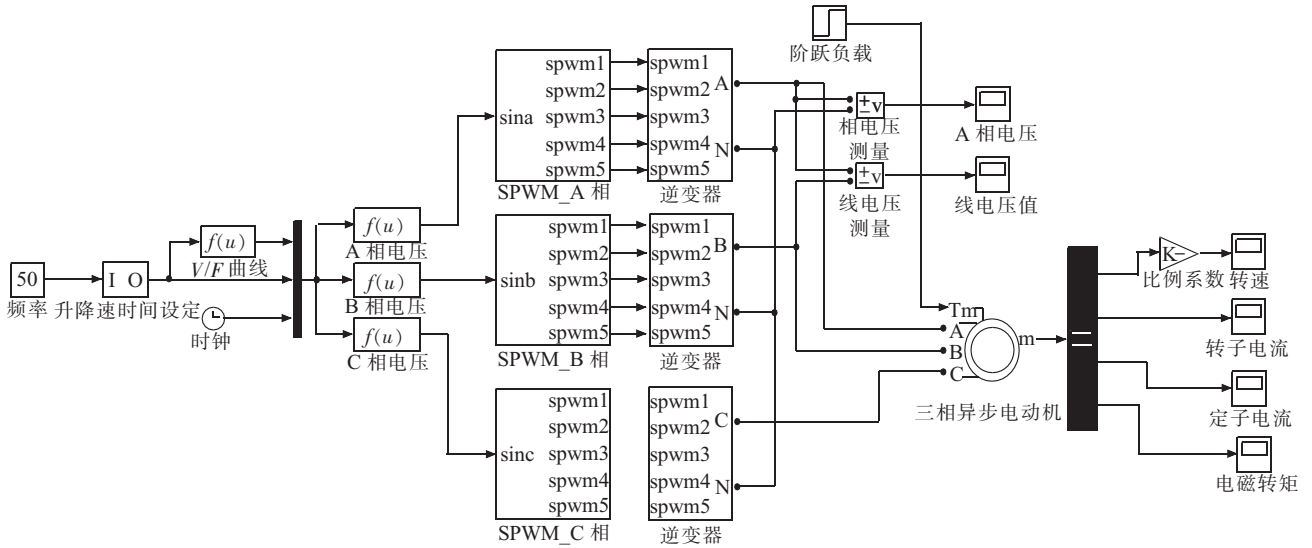 50
频率
I O
升降速时间设定
f(u)
V/F 曲线
时钟
f(u)
A 相电压
f(u)
B 相电压
f(u)
C 相电压
sina
spwm1
spwm2
spwm3
spwm4
spwm5
SPWM_A 相
spwm1
spwm2
spwm3
spwm4
spwm5
A
N
逆变器
sinb
spwm1
spwm2
spwm3
spwm4
spwm5
SPWM_B 相
spwm1
spwm2
spwm3
spwm4
spwm5
B
N
逆变器
sinc
spwm1
spwm2
spwm3
spwm4
spwm5
SPWM_C 相
spwm1
spwm2
spwm3
spwm4
spwm5
C
N
逆变器
阶跃负载
+
−v
相电压
测量
A 相电压
+
−v
线电压
测量
线电压值
Tm
A
B
C
m
三相异步电动机
K−
比例系数
转速
转子电流
定子电流
电磁转矩